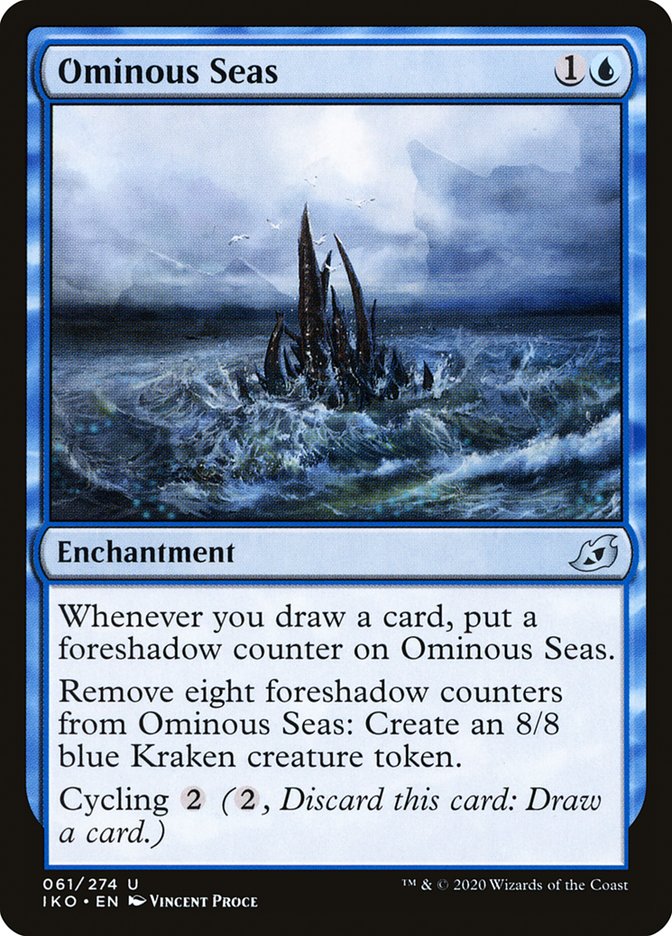 Ominous Seas 1
Enchantment
Whenever you draw a card, put a
foreshadow counter on Ominous Seas.
Remove eight foreshadow counters
from Ominous Seas: Create an 8/8
blue Kraken creature token.
Cycling 2 (2, Discard this card: Draw
a card.)
061/274 U
IKO • EN Vincent Proce
™ & © 2020 Wizards of the Coast